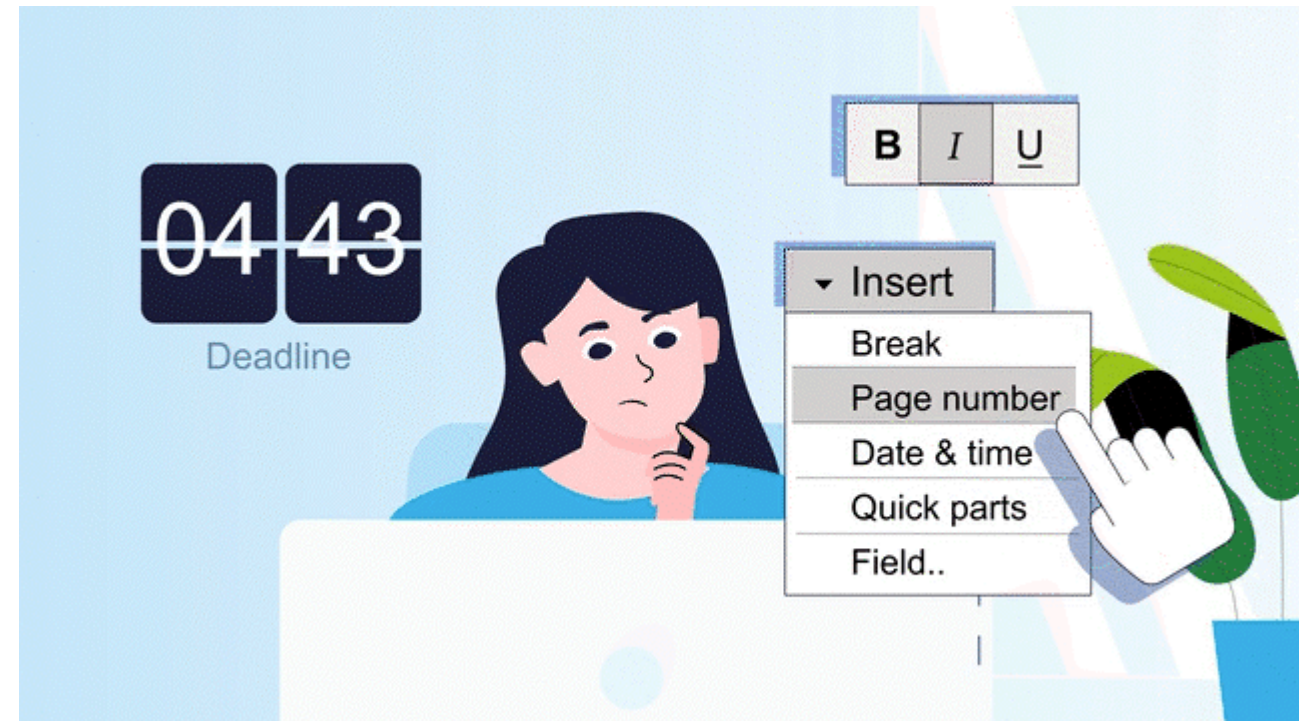 B I U
04 43
Deadline
Insert
Break
Page number
Date & time
Quick parts
Field..